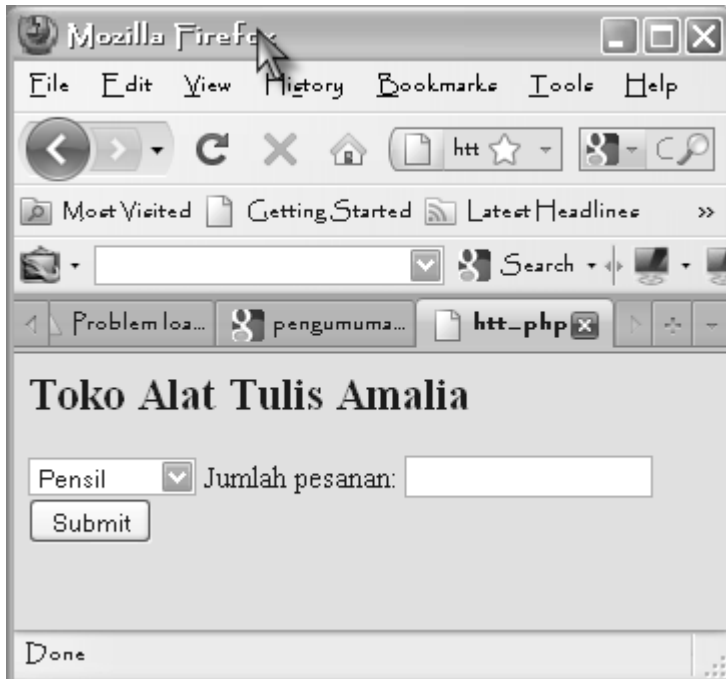 Mozilla Firefox
File Edit View History Bookmarks Tools Help
htt
Most Visited Getting Started Latest Headlines »
Search
Problem loa... pengumuma... htt_php
Toko Alat Tulis Amalia
Pensil Jumlah pesanan:
Submit
Done